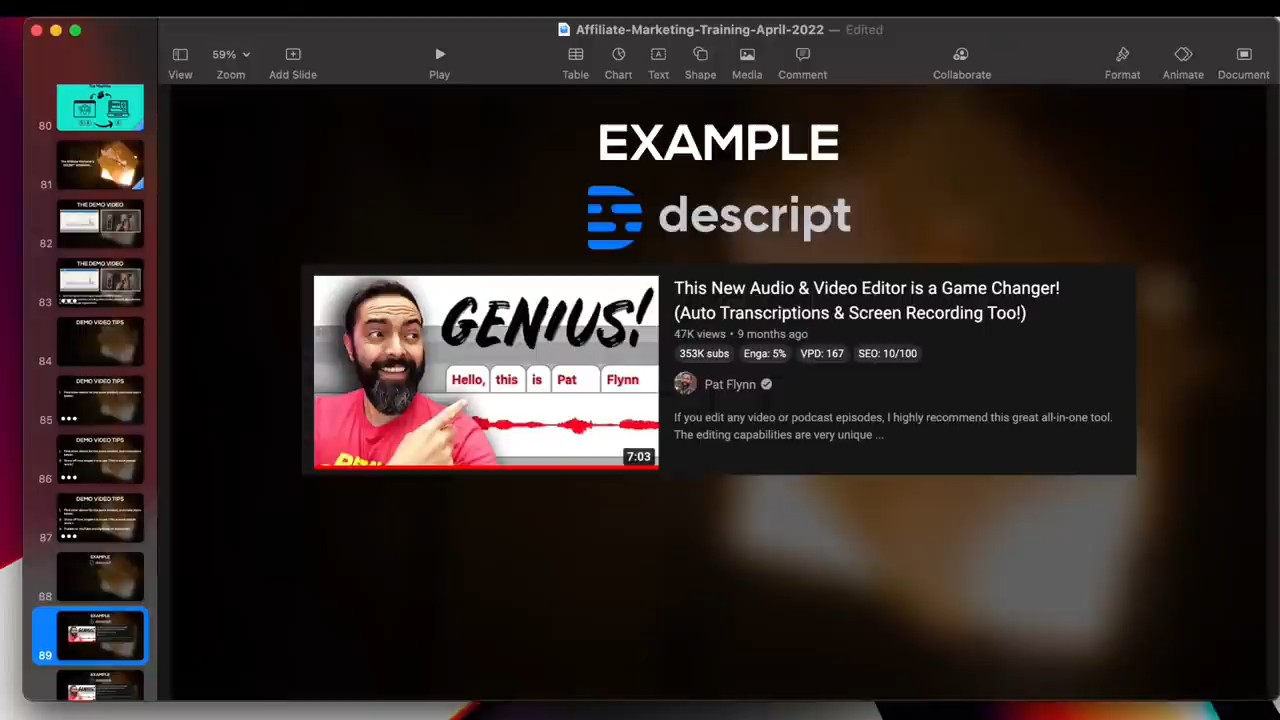 Affiliate-Marketing-Training-April-2022 — Edited
59%
View
Zoom
Add Slide
Play
Table
Chart
Text
Shape
Media
Comment
Collaborate
Format
Animate
Document
80
81
THE DEMO VIDEO
82
THE DEMO VIDEO
83
DEMO VIDEO TIPS
84
DEMO VIDEO TIPS
85
DEMO VIDEO TIPS
86
DEMO VIDEO TIPS
87
EXAMPLE
descript
88
EXAMPLE
descript
GENIUS!
89
EXAMPLE
descript
GENIUS!
EXAMPLE
descript
GENIUS!
Hello, this is Pat Flynn
7:03
This New Audio & Video Editor is a Game Changer!
(Auto Transcriptions & Screen Recording Too!)
47K views • 9 months ago
353K subs Enga: 5% VPD: 167 SEO: 10/100
Pat Flynn
If you edit any video or podcast episodes, I highly recommend this great all-in-one tool.
The editing capabilities are very unique ...